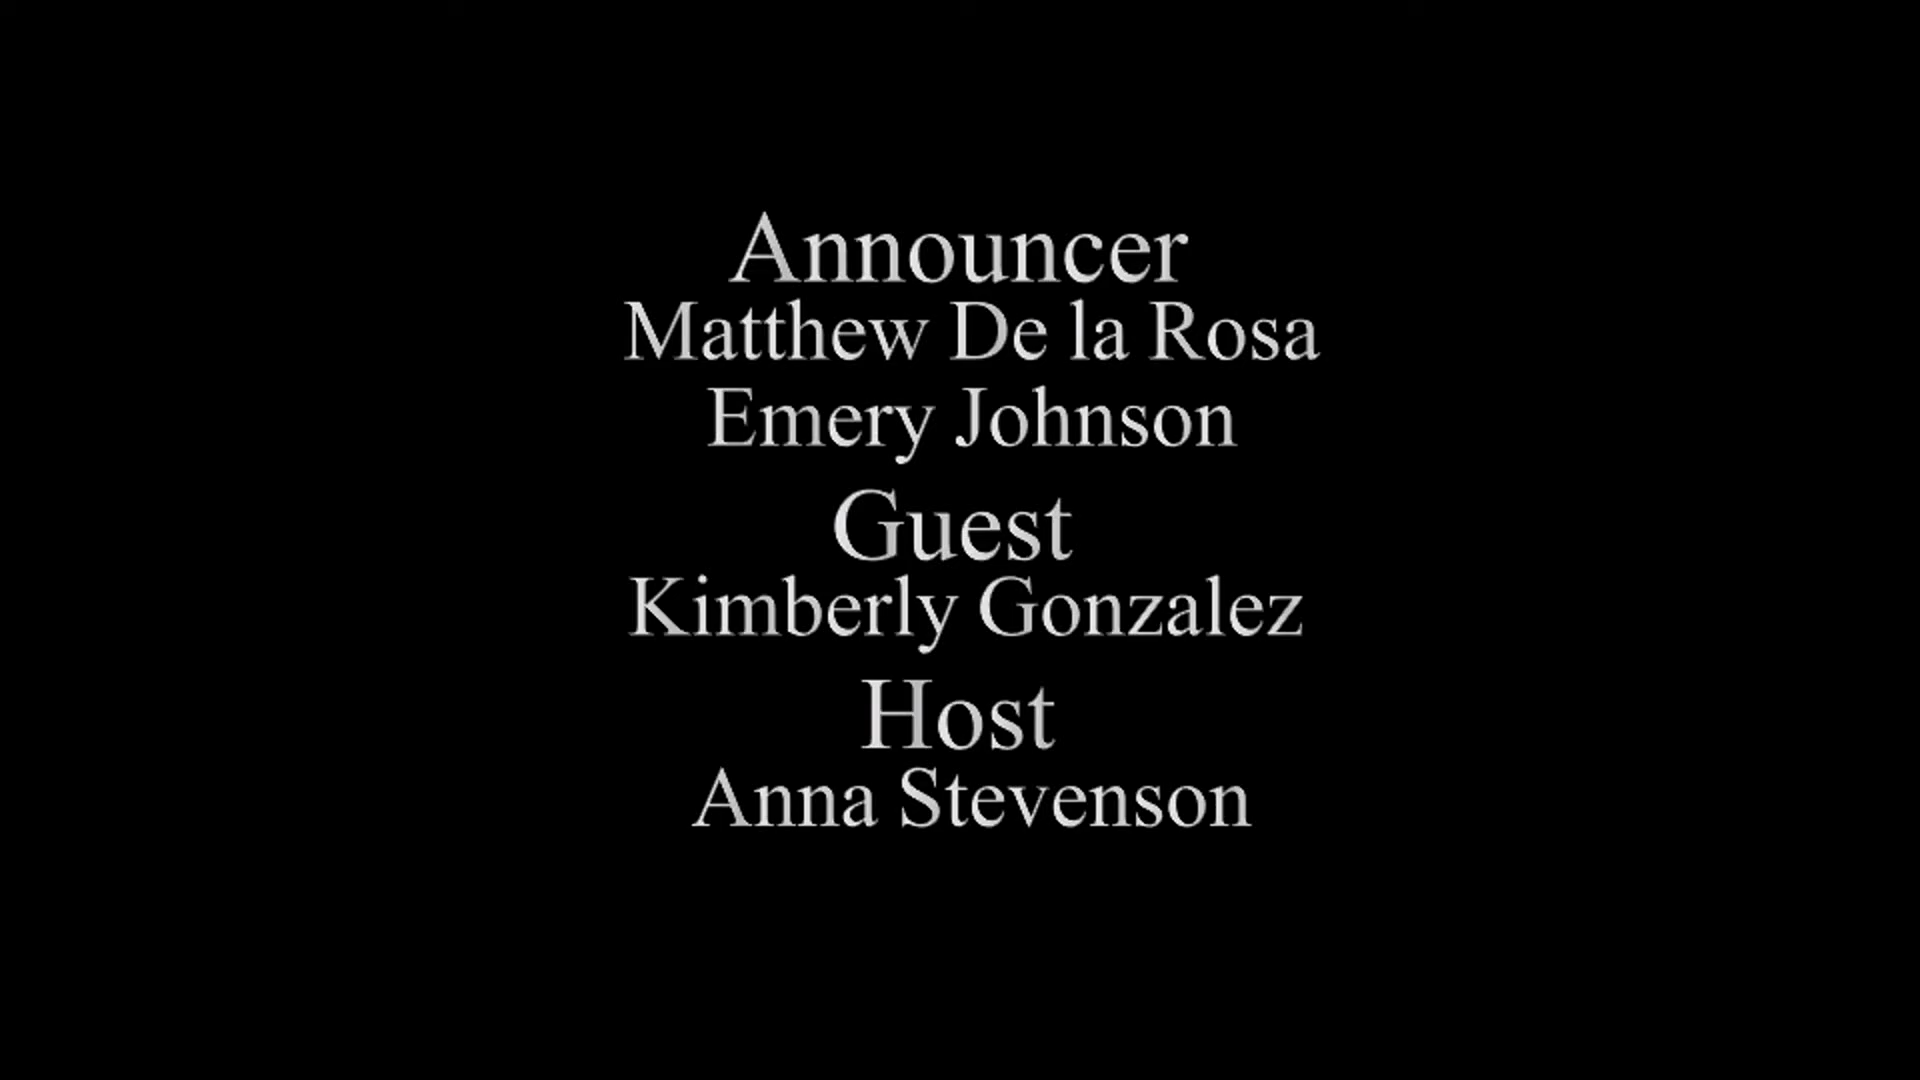 Announcer
Matthew De la Rosa
Emery Johnson
Guest
Kimberly Gonzalez
Host
Anna Stevenson